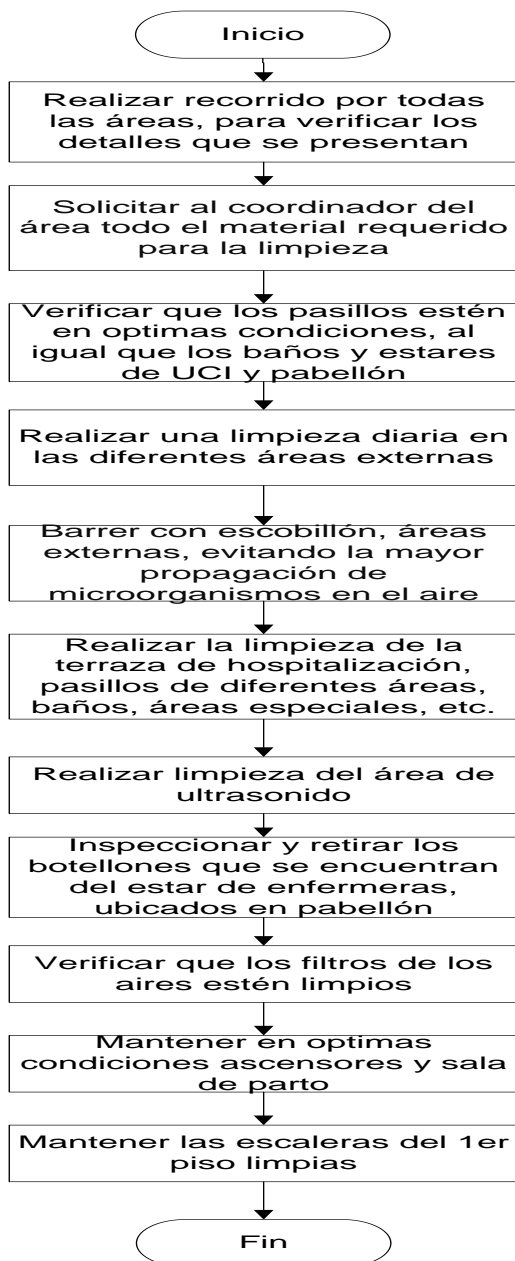 Inicio
Realizar recorrido por todas
las áreas, para verificar los
detalles que se presentan
Solicitar al coordinador del
área todo el material requerido
para la limpieza
Verificar que los pasillos estén
en optimas condiciones, al
igual que los baños y estares
de UCI y pabellón
Realizar una limpieza diaria en
las diferentes áreas externas
Barrer con escobillón, áreas
externas, evitando la mayor
propagación de
microorganismos en el aire
Realizar la limpieza de la
terraza de hospitalización,
pasillos de diferentes áreas,
baños, áreas especiales, etc.
Realizar limpieza del área de
ultrasonido
Inspeccionar y retirar los
botellones que se encuentran
del estar de enfermeras,
ubicados en pabellón
Verificar que los filtros de los
aires estén limpios
Mantener en optimas
condiciones ascensores y sala
de parto
Mantener las escaleras del 1er
piso limpias
Fin